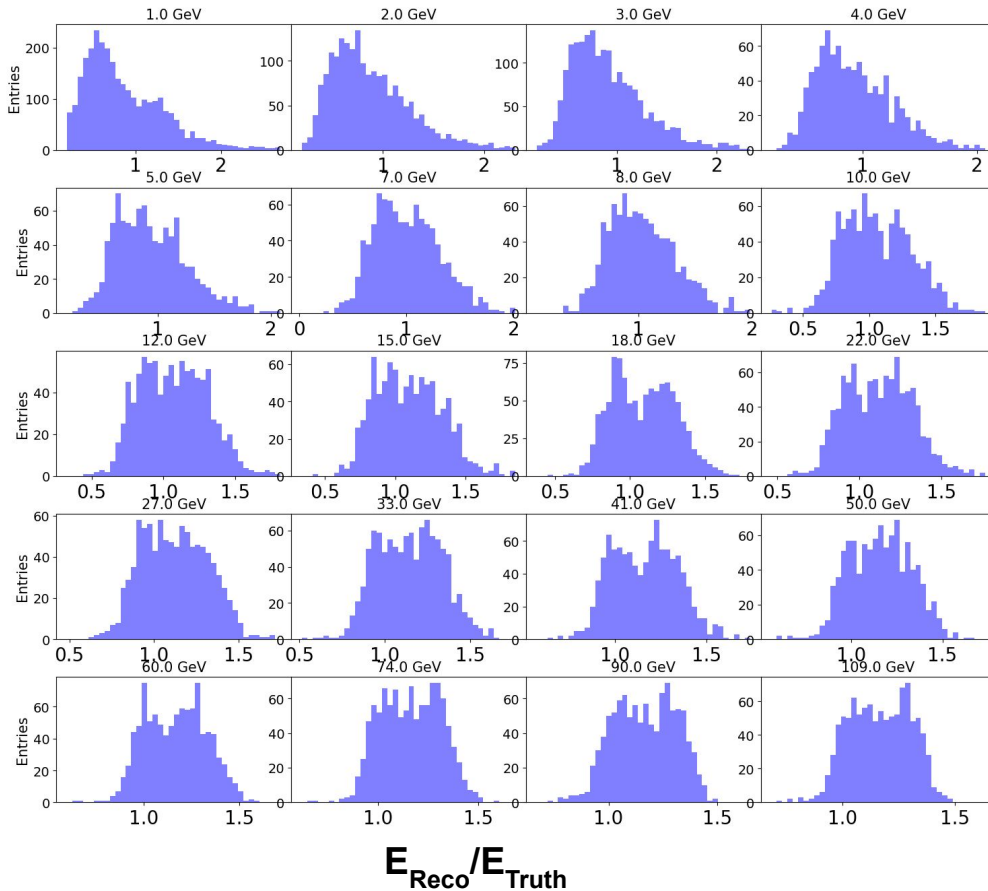 1.0 GeV 2.0 GeV 3.0 GeV 4.0 GeV
200 100 0 Entries 1 2
100 50 0 1 2
100 50 0 1 2
60 40 20 0 1 2
5.0 GeV 7.0 GeV 8.0 GeV 10.0 GeV
60 40 20 0 Entries 1 2
60 40 20 0 0 1 2
60 40 20 0 1 2
60 40 20 0 0.5 1.0 1.5
12.0 GeV 15.0 GeV 18.0 GeV 22.0 GeV
40 20 0 Entries 0.5 1.0 1.5
60 40 20 0 0.5 1.0 1.5
75 50 25 0 0.5 1.0 1.5
60 40 20 0 0.5 1.0 1.5
27.0 GeV 33.0 GeV 41.0 GeV 50.0 GeV
60 40 20 0 Entries 0.5 1.0 1.5
60 40 20 0 0.5 1.0 1.5
60 40 20 0 1.0 1.5
60 40 20 0 1.0 1.5
60.0 GeV 74.0 GeV 90.0 GeV 109.0 GeV
60 40 20 0 Entries 1.0 1.5
60 40 20 0 1.0 1.5
60 40 20 0 1.0 1.5
60 40 20 0 1.0 1.5
E_Reco/E_Truth